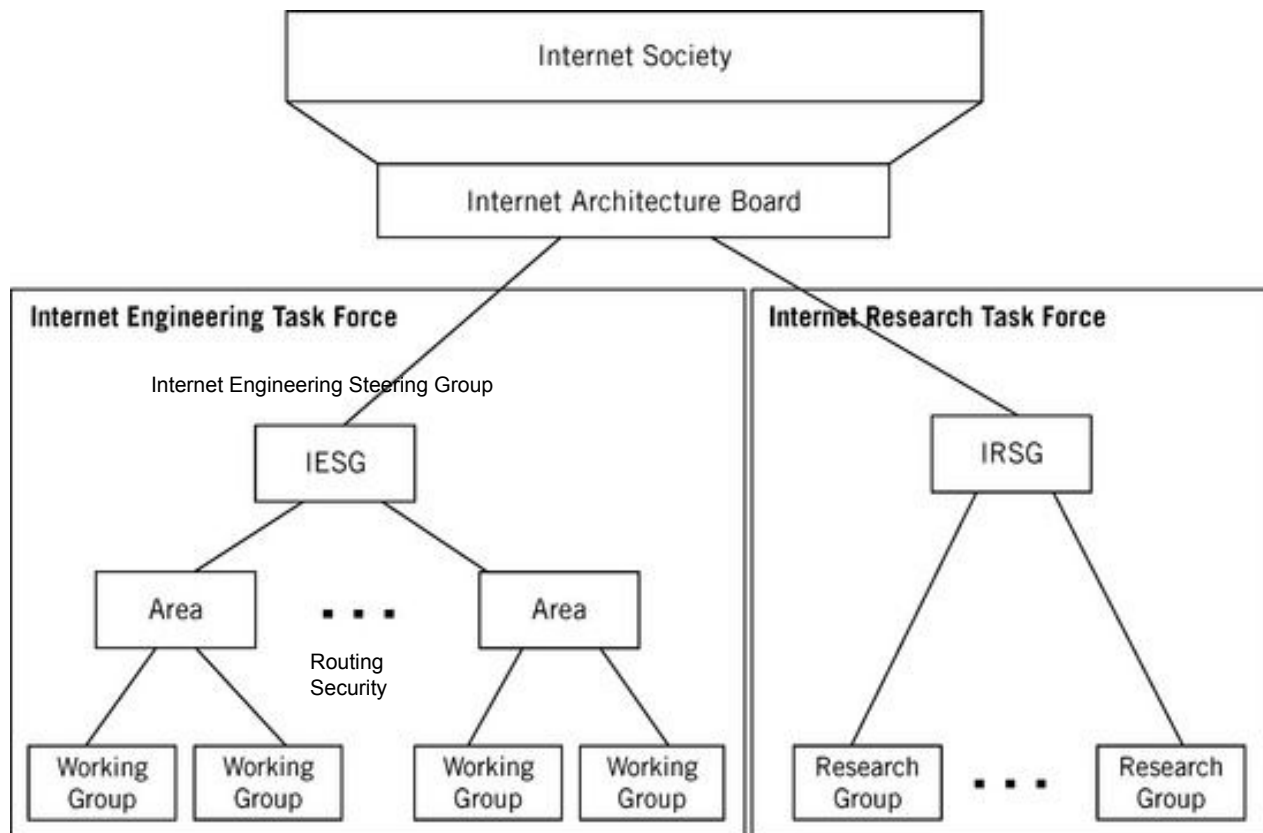 Internet Society
Internet Architecture Board
Internet Engineering Task Force
Internet Research Task Force
Internet Engineering Steering Group
IESG
IRSG
Area
. . .
Area
Routing
Security
Working
Group
Working
Group
Working
Group
Working
Group
Research
Group
. . .
Research
Group